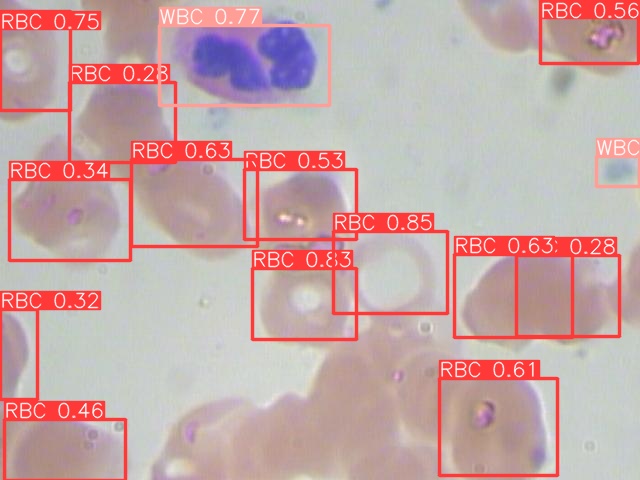 RBC 0.75
WBC 0.77
RBC 0.56
RBC 0.28
RBC 0.63
RBC 0.53
WBC
RBC 0.34
RBC 0.85
RBC 0.63
0.28
RBC 0.83
RBC 0.32
RBC 0.61
RBC 0.46